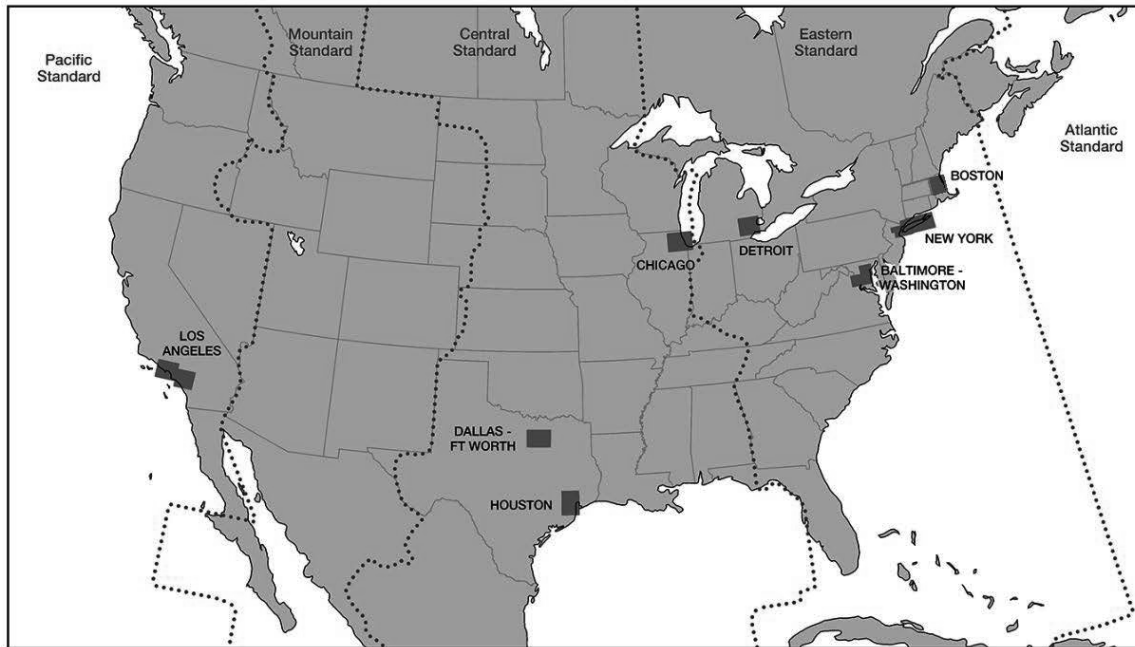 Pacific
Standard
Mountain
Standard
Central
Standard
Eastern
Standard
Atlantic
Standard
BOSTON
NEW YORK
DETROIT
CHICAGO
BALTIMORE -
WASHINGTON
LOS
ANGELES
DALLAS -
FT WORTH
HOUSTON